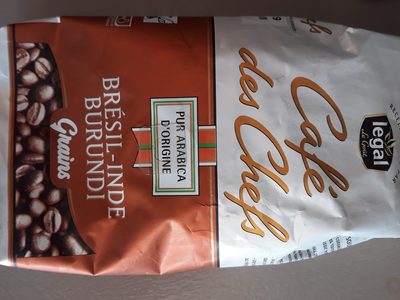 legal
le Goût
Café
des Chefs
PUR ARABICA
D'ORIGINE
BRÉSIL-INDE
BURUNDI
Grains